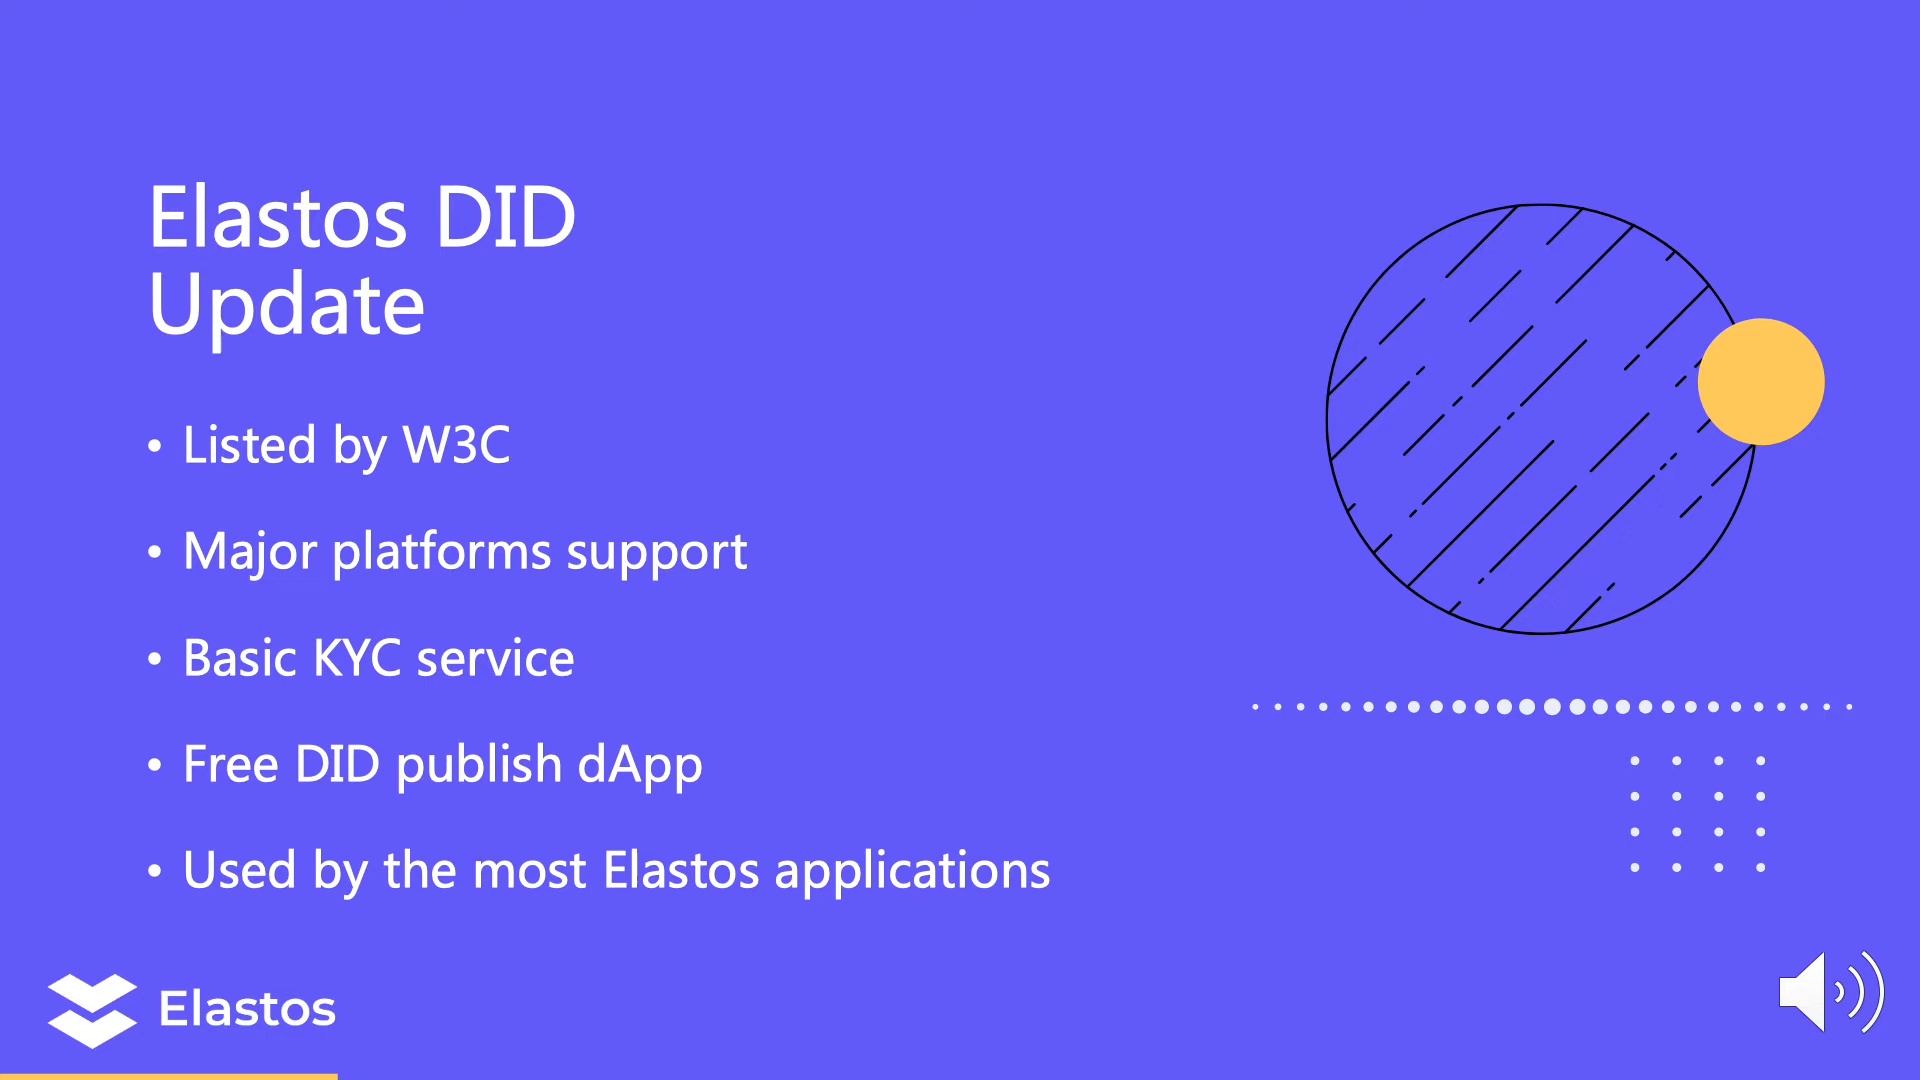 Elastos DID
Update
• Listed by W3C
• Major platforms support
• Basic KYC service
• Free DID publish dApp
• Used by the most Elastos applications
Elastos